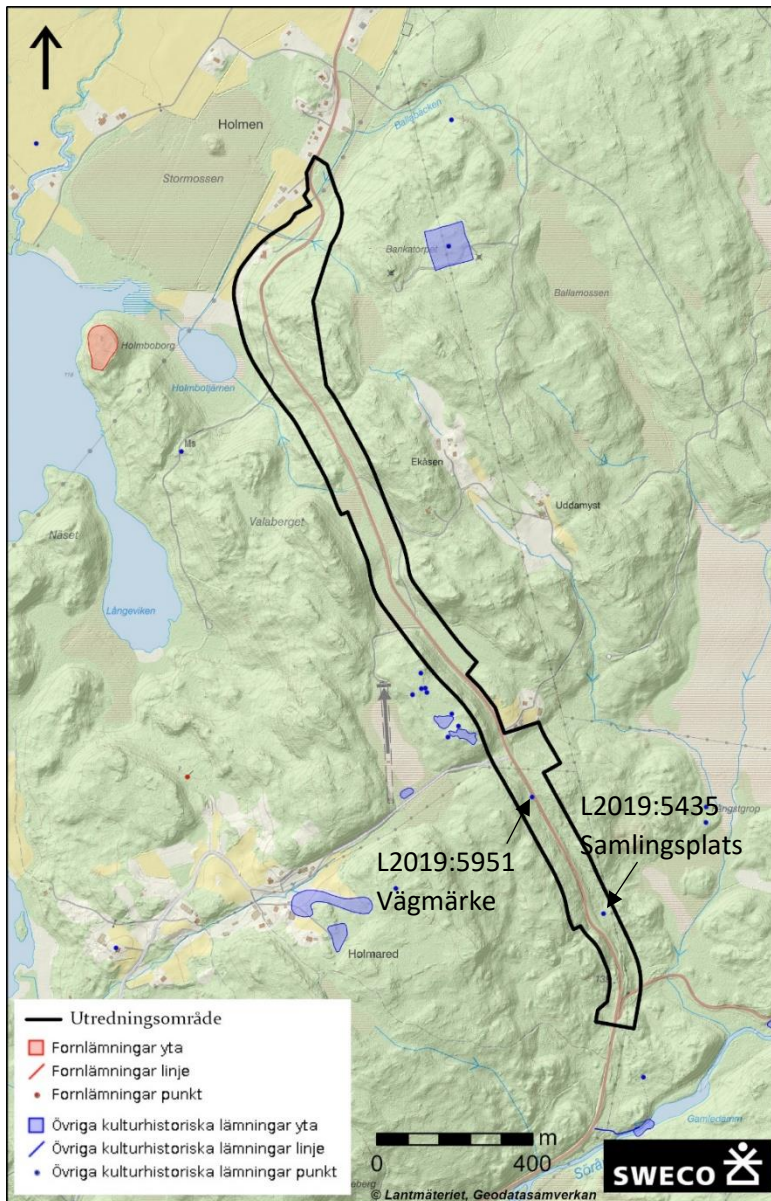 Holmen
Ballabäcken
Stormossen
Bankatorpet
Ballamossen
Holmboborg
Holmbotjärnen
Ms
Ekåsen
Uddamyst
Valaberget
Näset
Långeviken
L2019:5435
Samlingsplats
L2019:5951
Vägmärke
Holmared
Utredningsområde
Fornlämningar yta
Fornlämningar linje
Fornlämningar punkt
Övriga kulturhistoriska lämningar yta
Övriga kulturhistoriska lämningar linje
Övriga kulturhistoriska lämningar punkt
Gamledamm
m
0 400
SWECO
© Lantmäteriet, Geodatasamverkan